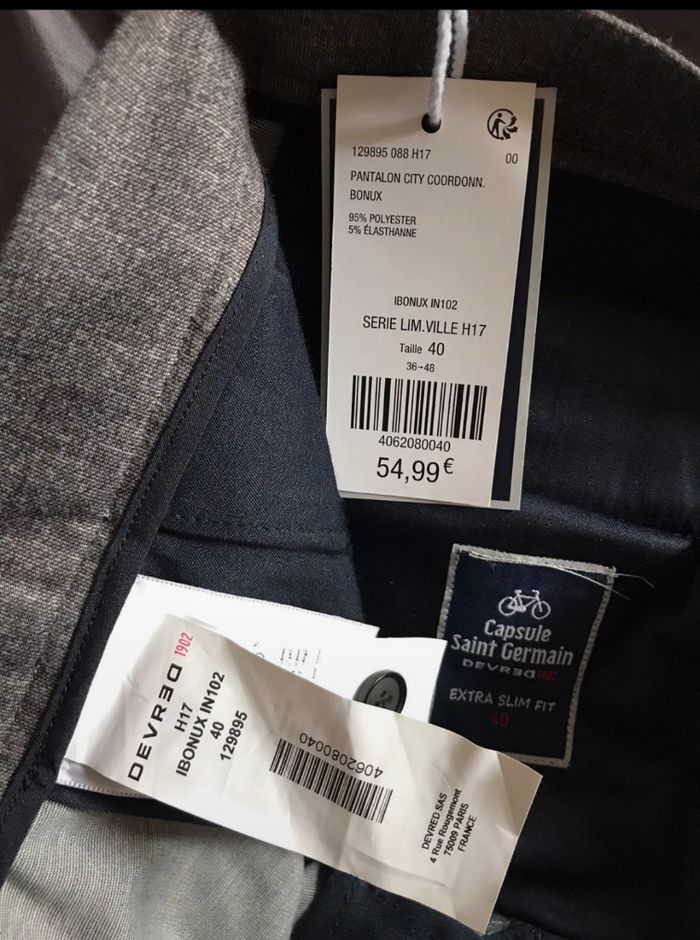 129895 088 H17
00
PANTALON CITY COORDONN.
BONUX
95% POLYESTER
5% ÉLASTHANNE
IBONUX IN102
SERIE LIM.VILLE H17
Taille 40
36→48
4062080040
54,99€
Capsule
Saint Germain
DEVRED 1902
EXTRA SLIM FIT
40
DEVRED 1902
H17
IBONUX IN102
40
129895
4062080040
DEVRED SAS
4 Rue Rougemont
75009 PARIS
FRANCE